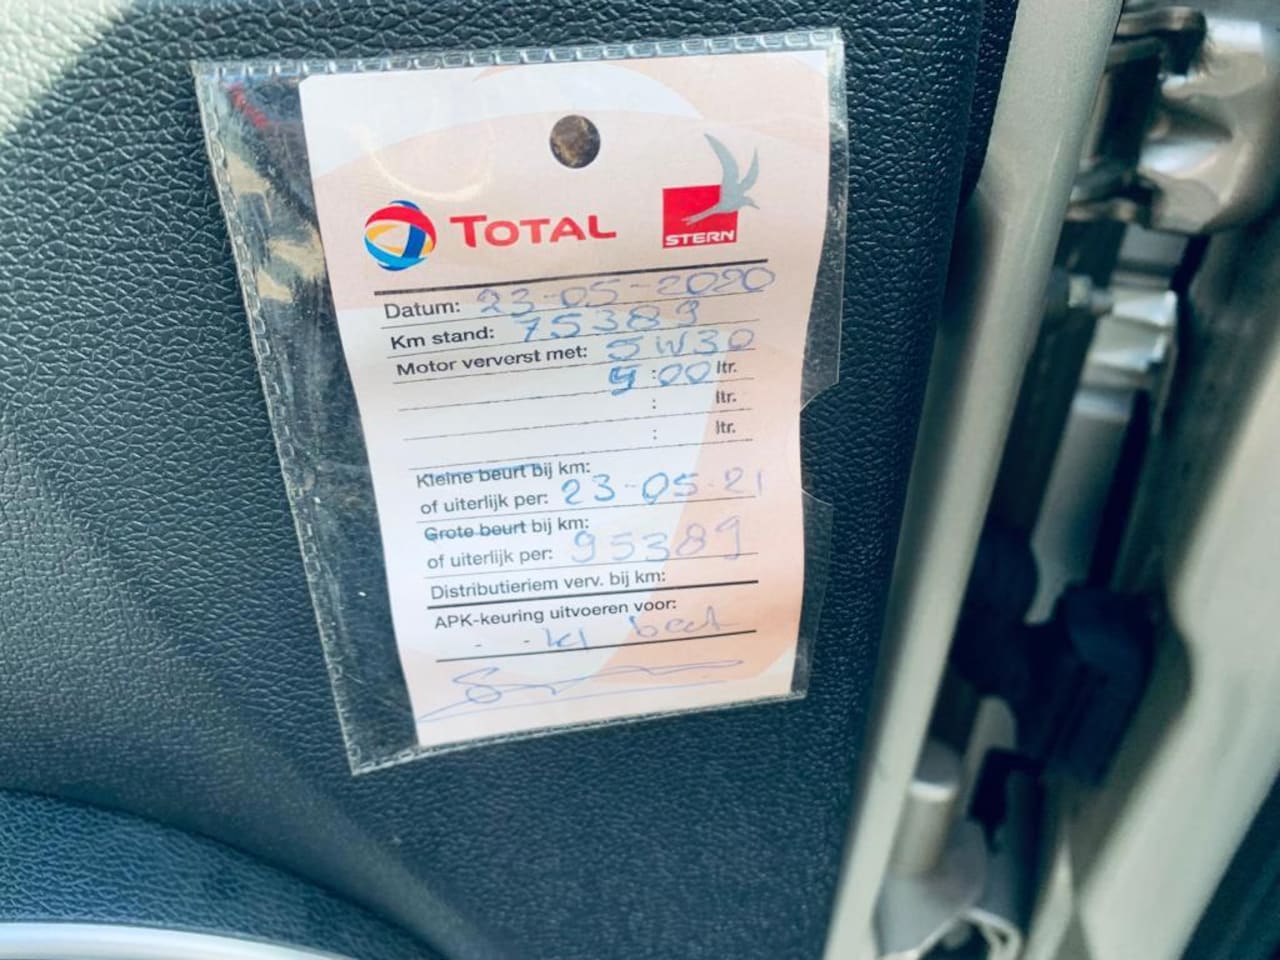 TOTAL
STERN
Datum: 23-05-2020
Km stand: 75389
Motor ververst met: 5W30
:00 ltr.
: ltr.
: ltr.
Kleine beurt bij km:
of uiterlijk per: 23-05-21
Grote beurt bij km:
of uiterlijk per: 95389
Distributieriem verv. bij km:
APK-keuring uitvoeren voor:
- - kl